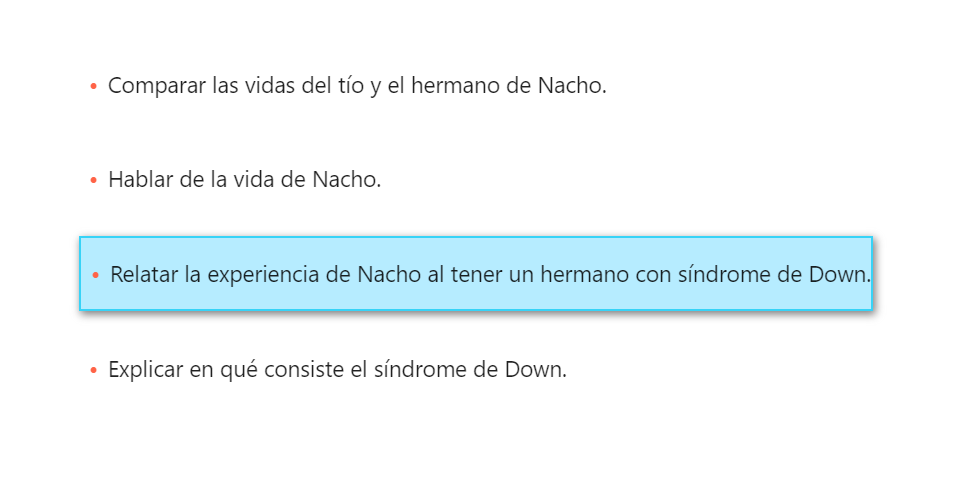 • Comparar las vidas del tío y el hermano de Nacho.
• Hablar de la vida de Nacho.
• Relatar la experiencia de Nacho al tener un hermano con síndrome de Down.
• Explicar en qué consiste el síndrome de Down.